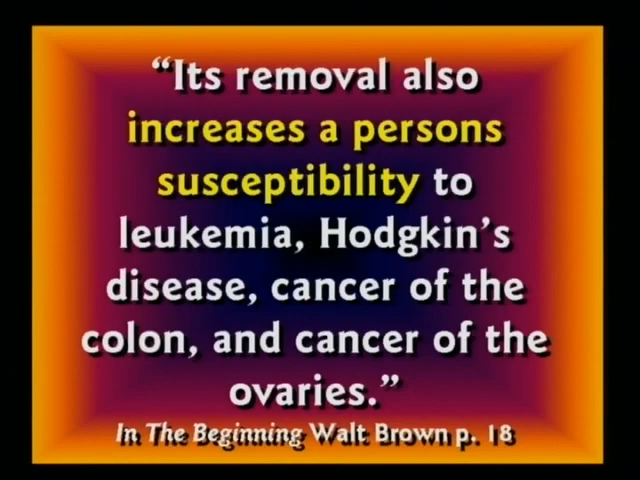 “Its removal also
increases a persons
susceptibility to
leukemia, Hodgkin’s
disease, cancer of the
colon, and cancer of the
ovaries.”
In The Beginning Walt Brown p. 18